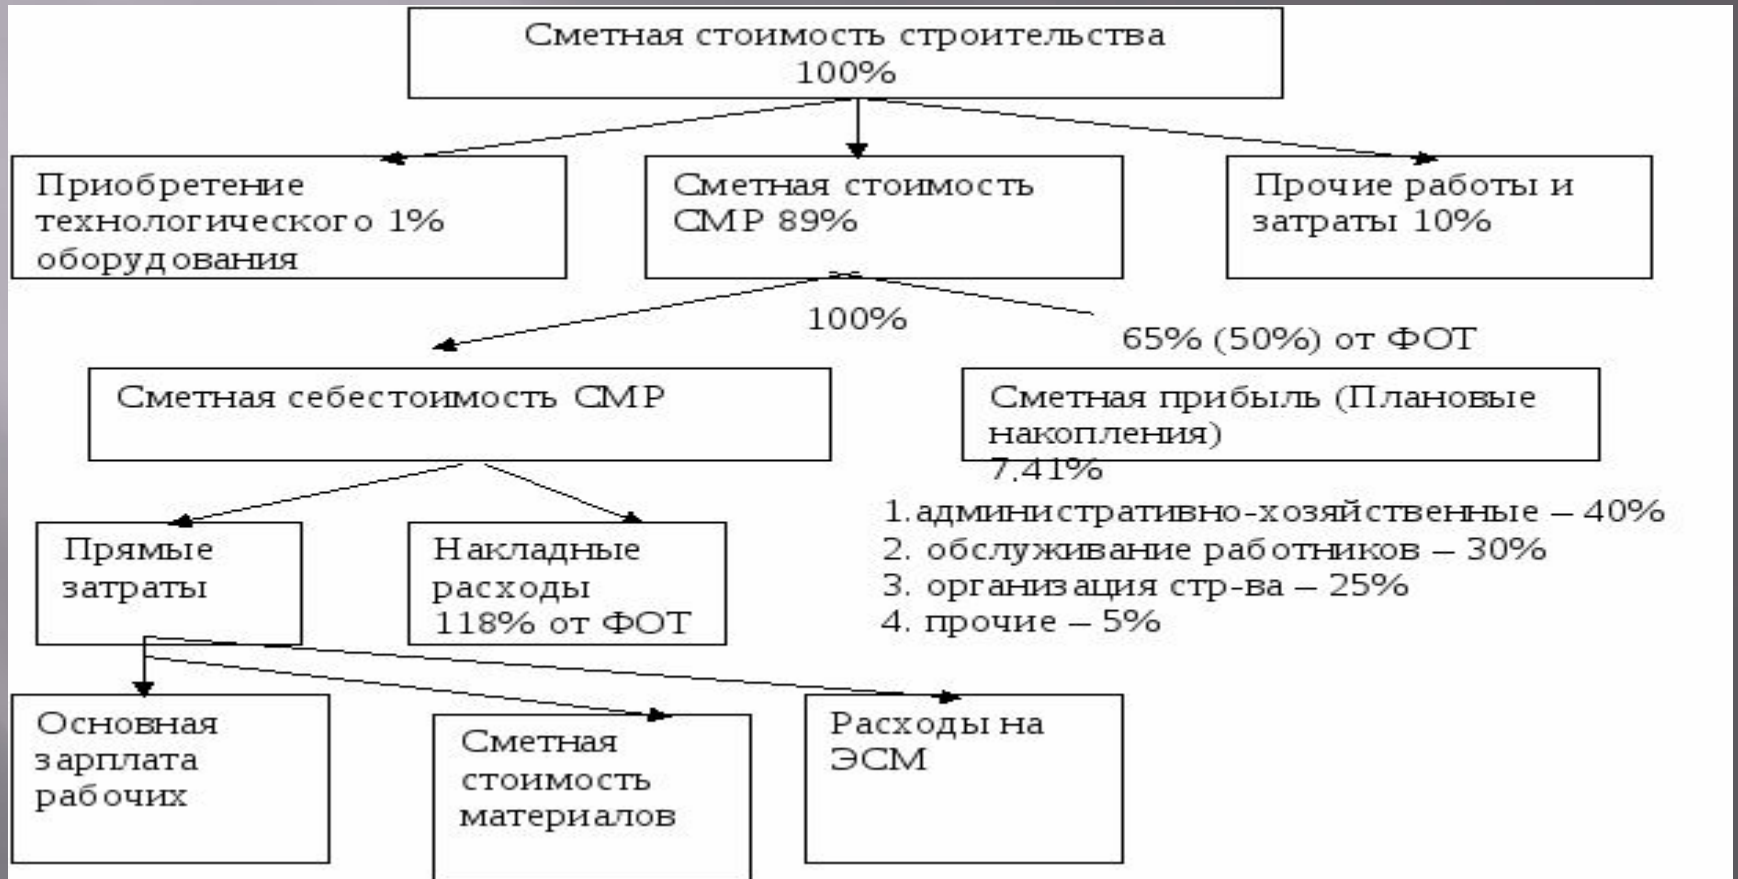 Сметная стоимость строительства
100%
Приобретение
технологического 1%
оборудования
Сметная стоимость
СМР 89%
Прочие работы и
затраты 10%
100%
65% (50%) от ФОТ
Сметная себестоимость СМР
Сметная прибыль (Плановые
накопления)
7,41%
Прямые
затраты
Накладные
расходы
118% от ФОТ
1.административно-хозяйственные – 40%
2. обслуживание работников – 30%
3. организация стр-ва – 25%
4. прочие – 5%
Основная
зарплата
рабочих
Сметная
стоимость
материалов
Расходы на
ЭСМ